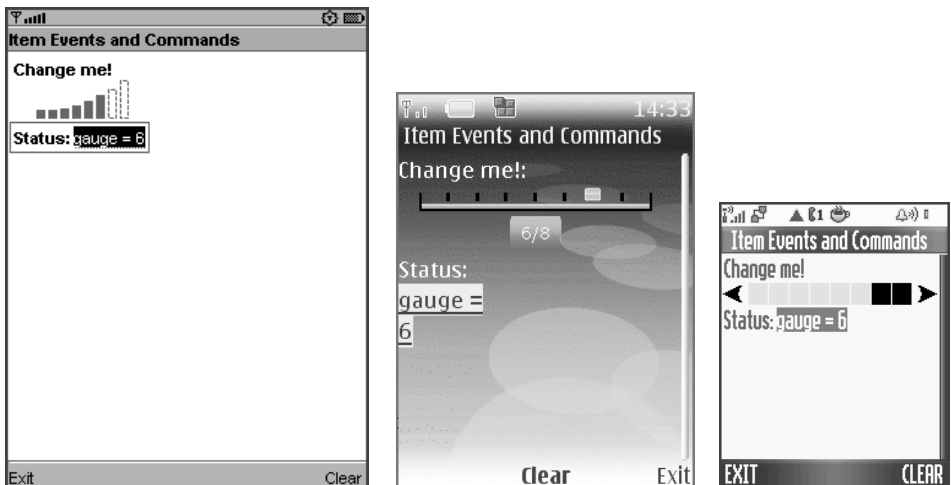 Item Events and Commands
Change me!
Status: gauge = 6
Exit Clear
14:33
Item Events and Commands
Change me!:
6/8
Status:
gauge =
6
Clear Exit
1
Item Events and Commands
Change me!
Status: gauge = 6
EXIT CLEAR